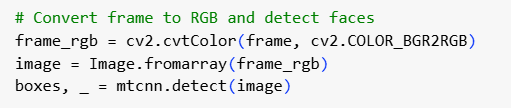 # Convert frame to RGB and detect faces
frame_rgb = cv2.cvtColor(frame, cv2.COLOR_BGR2RGB)
image = Image.fromarray(frame_rgb)
boxes, _ = mtcnn.detect(image)